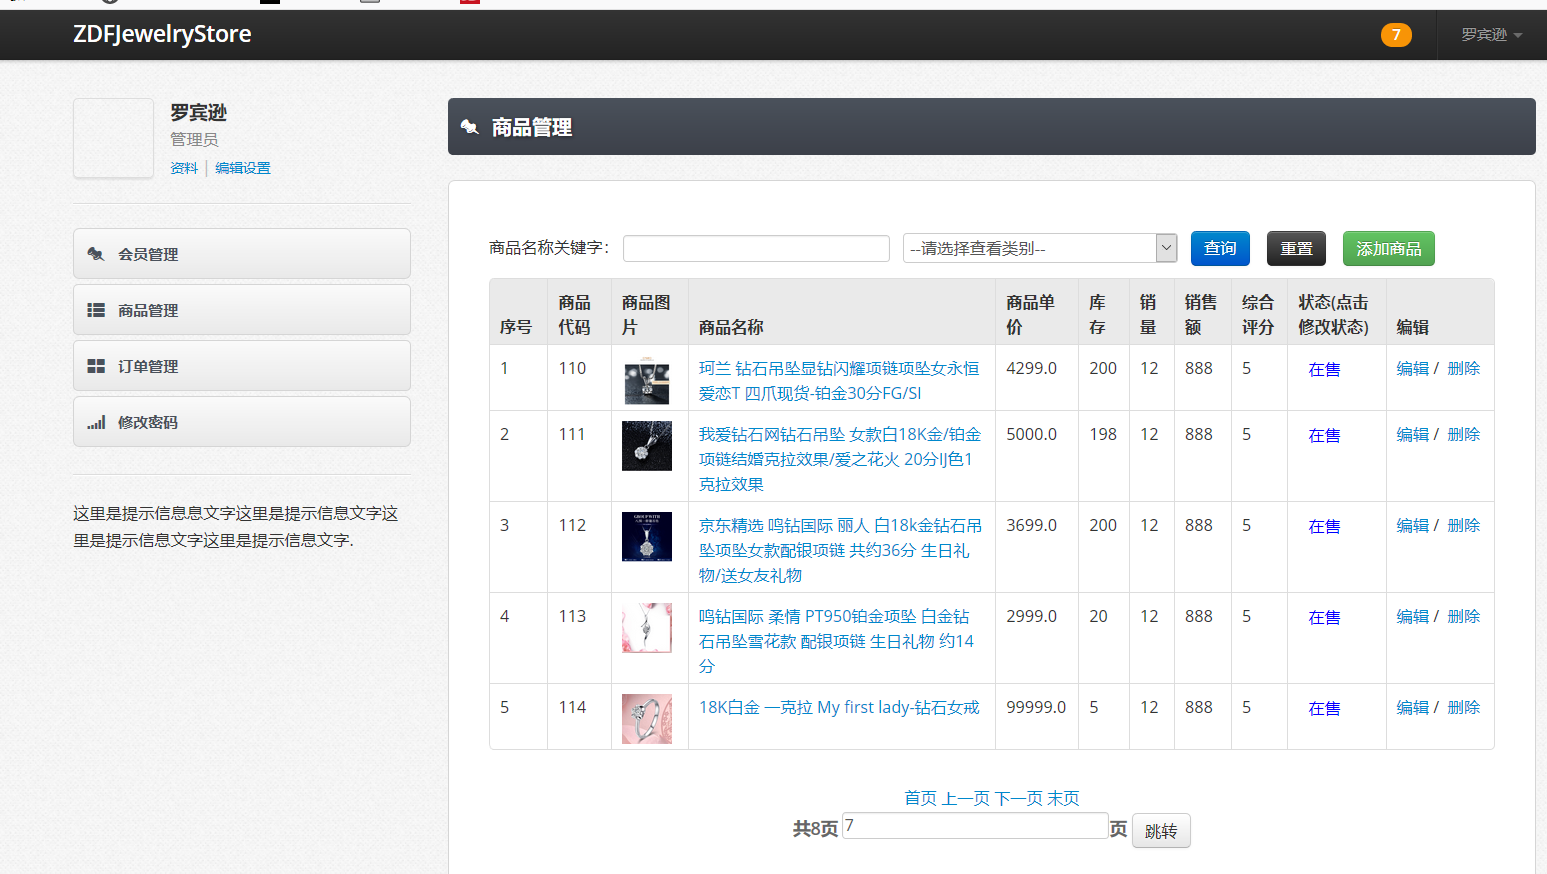 ZDFJewelryStore
7
罗宾逊
罗宾逊
管理员
资料 | 编辑设置
会员管理
商品管理
订单管理
修改密码
这里是提示信息息文字这里是提示信息文字这
里是提示信息文字这里是提示信息文字.
商品管理
商品名称关键字: --请选择查看类别-- 查询 重置 添加商品
序号 商品代码 商品图片 商品名称 商品单价 库存 销量 销售额 综合评分 状态(点击修改状态) 编辑
1 110 珂兰 钻石吊坠显钻闪耀项链项坠女永恒 4299.0 200 12 888 5 在售 编辑 / 删除
爱恋T 四爪现货-铂金30分FG/SI
2 111 我爱钻石网钻石吊坠 女款白18K金/铂金 5000.0 198 12 888 5 在售 编辑 / 删除
项链结婚克拉效果/爱之花火 20分IJ色1
克拉效果
3 112 京东精选 鸣钻国际 丽人 白18k金钻石吊 3699.0 200 12 888 5 在售 编辑 / 删除
坠项坠女款配银项链 共约36分 生日礼
物/送女友礼物
4 113 鸣钻国际 柔情 PT950铂金项坠 白金钻 2999.0 20 12 888 5 在售 编辑 / 删除
石吊坠雪花款 配银项链 生日礼物 约14
分
5 114 18K白金 一克拉 My first lady-钻石女戒 99999.0 5 12 888 5 在售 编辑 / 删除
首页 上一页 下一页 末页
共8页 7 页 跳转